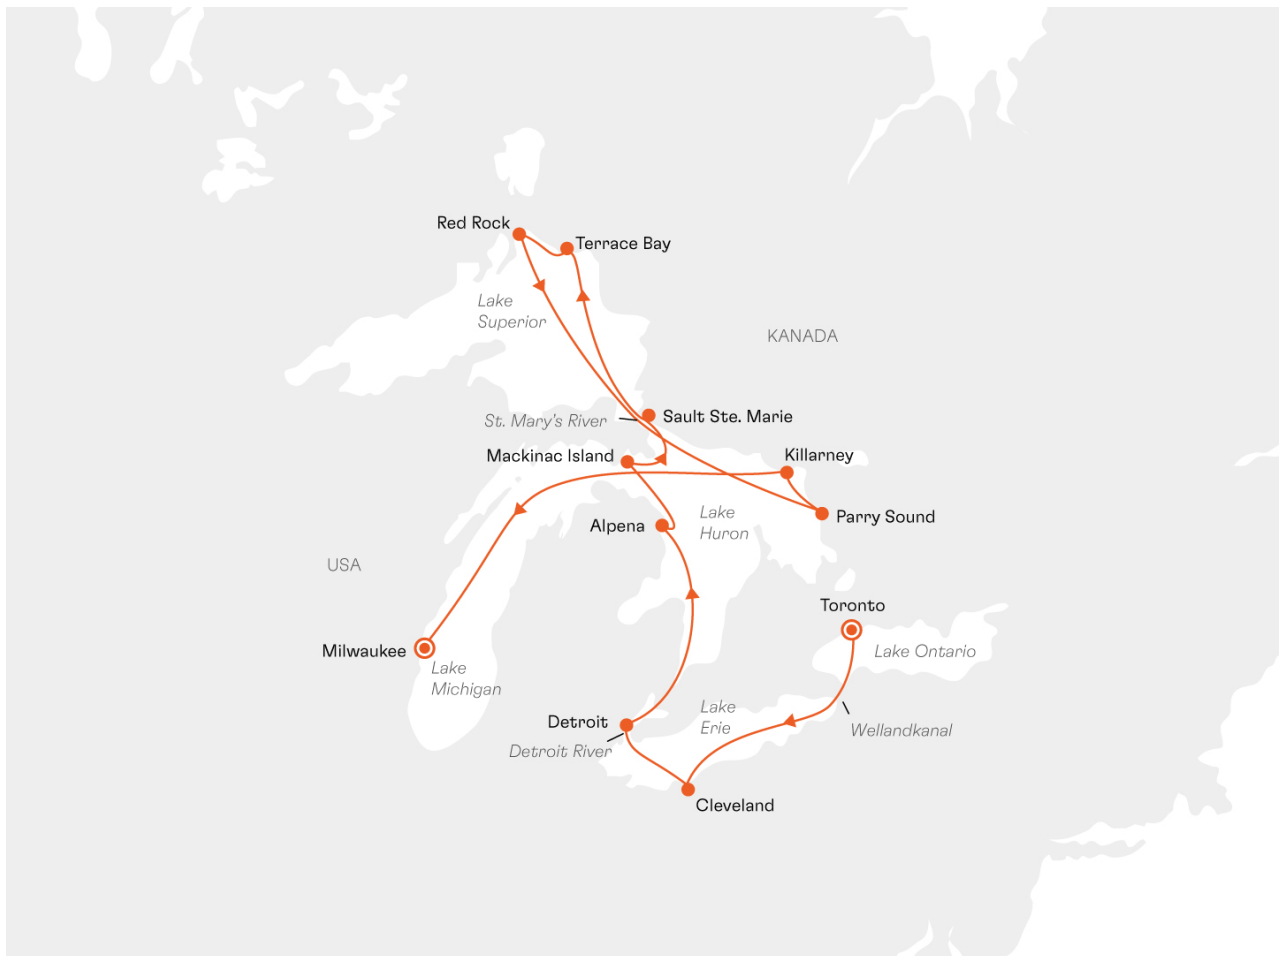 Red Rock
Terrace Bay
Lake
Superior
KANADA
St. Mary's River
Sault Ste. Marie
Mackinac Island
Killarney
Alpena
Lake
Huron
Parry Sound
USA
Toronto
Milwaukee
Lake
Michigan
Lake Ontario
Detroit
Lake
Erie
Detroit River
Wellandkanal
Cleveland